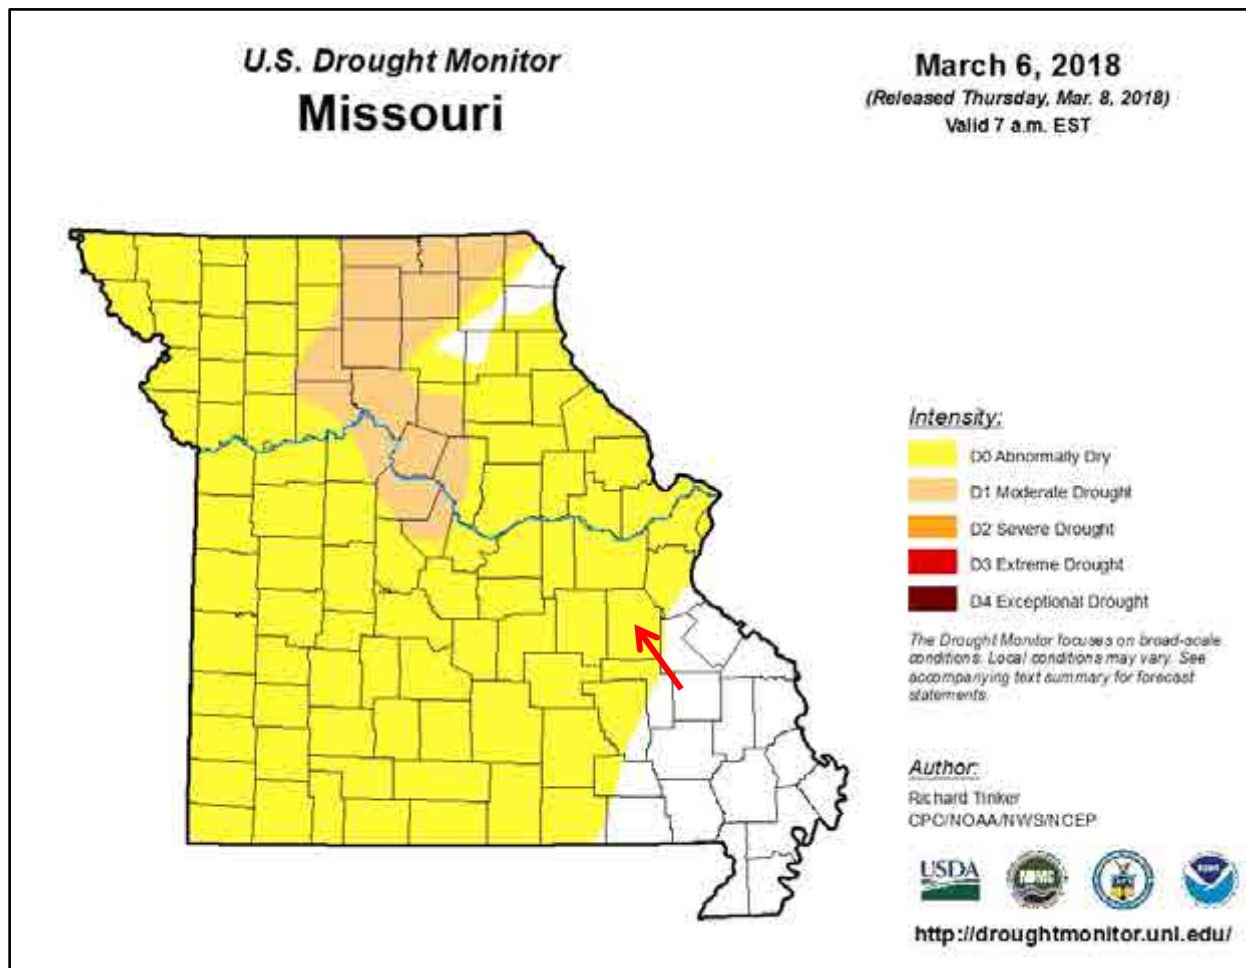 U.S. Drought Monitor
Missouri
March 6, 2018
(Released Thursday, Mar. 8, 2018)
Valid 7 a.m. EST
Intensity:
D0 Abnormally Dry
D1 Moderate Drought
D2 Severe Drought
D3 Extreme Drought
D4 Exceptional Drought
The Drought Monitor focuses on broad-scale
conditions. Local conditions may vary. See
accompanying text summary for forecast
statements.
Author:
Richard Tinker
CPC/NOAA/NWS/NCEP
USDA
NDMC
http://droughtmonitor.unl.edu/